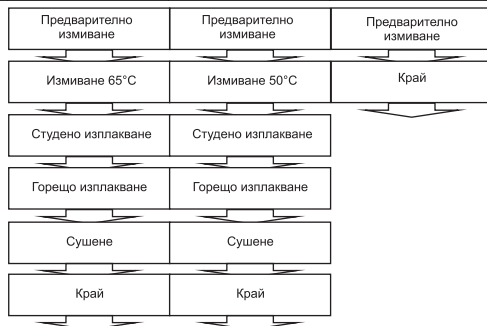 Предварително измиване
Предварително измиване
Предварително измиване
Измиване 65°C
Измиване 50°C
Край
Студено изплакване
Студено изплакване
Горещо изплакване
Горещо изплакване
Сушене
Сушене
Край
Край